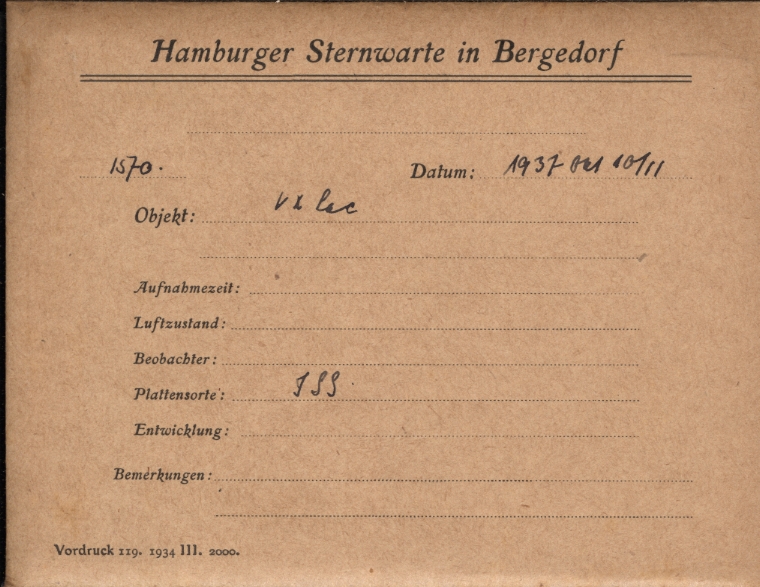 Hamburger Sternwarte in Bergedorf
1570. Datum: 1937 Okt 10/11
Objekt: VX Lac
Aufnahmezeit:
Luftzustand:
Beobachter:
Plattensorte:
Entwicklung:
Bemerkungen:
Vordruck 119. 1934 III. 2000.